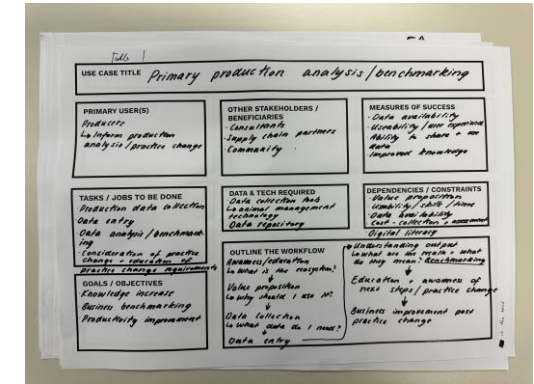 Table 1
USE CASE TITLE Primary production analysis/benchmarking
PRIMARY USER(S)
Producers
↳ Inform production
analysis/practice change
OTHER STAKEHOLDERS /
BENEFICIARIES
- Consultants
- Supply chain partners
- Community
MEASURES OF SUCCESS
- Data availability
- Useability/user experience
Ability to share + use
data
Improved knowledge
TASKS / JOBS TO BE DONE
Production data collection
Data entry
Data analysis/benchmark
ing
- Consideration of practice
change + education of
practice change requirements
DATA & TECH REQUIRED
- Data collection tools
↳ animal management
technology
- Data repository
DEPENDENCIES / CONSTRAINTS
- Value proposition
- Usability/skill/time
- Data availability
Cost - collection +
Digital literacy
GOALS / OBJECTIVES
Knowledge increase
Business benchmarking
Productivity improvement
OUTLINE THE WORKFLOW
Awareness/education
↳ What is the ecosystem?
Value proposition
↳ Why should I use it?
Data Collection
↳ What data do I need?
Data entry
Understanding output
↳ What are the results + what
do they mean? Benchmarking
Education + awareness of
next steps/practice change
Business improvement post
practice change